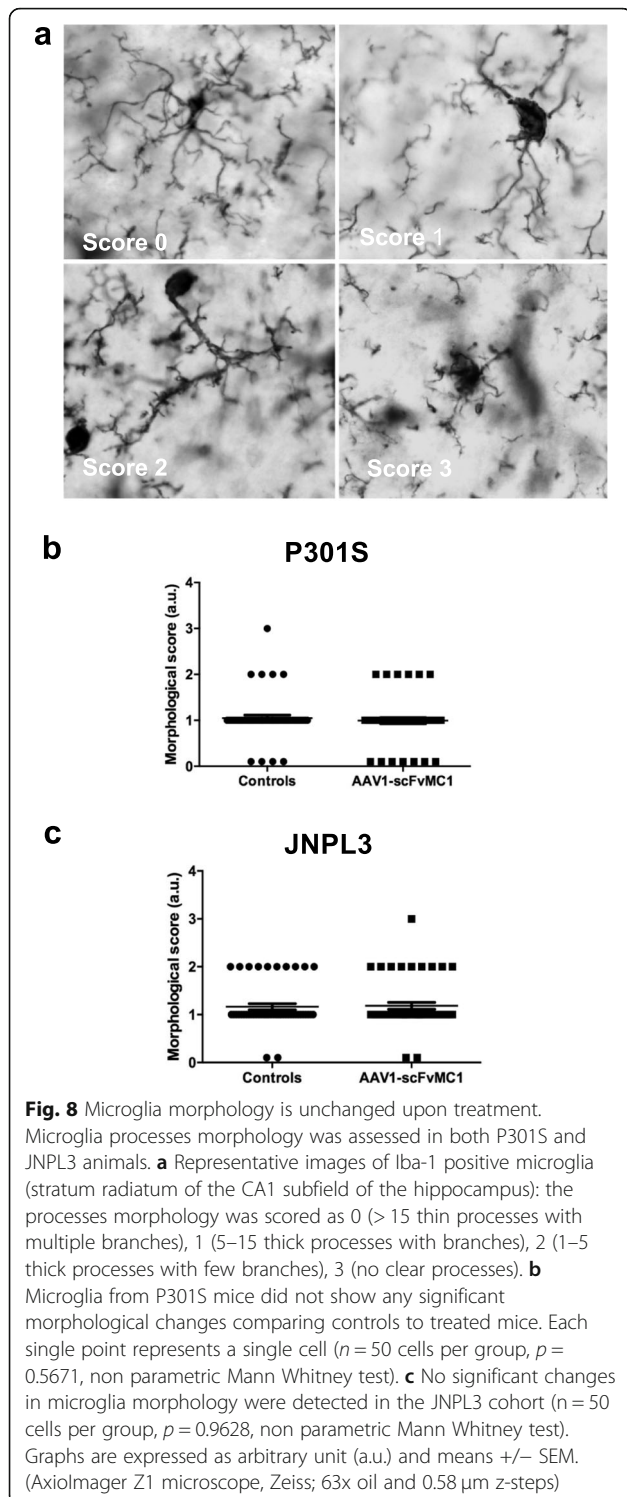 a
Score 0
Score 1
Score 2
Score 3
b
P301S
Morphological score (a.u.)
4
3
2
1
0
Controls
AAV1-scFvMC1
c
JNPL3
Morphological score (a.u.)
4
3
2
1
0
Controls
AAV1-scFvMC1
Fig. 8 Microglia morphology is unchanged upon treatment.
Microglia processes morphology was assessed in both P301S and
JNPL3 animals. a Representative images of Iba-1 positive microglia
(stratum radiatum of the CA1 subfield of the hippocampus): the
processes morphology was scored as 0 (> 15 thin processes with
multiple branches), 1 (5–15 thick processes with branches), 2 (1–5
thick processes with few branches), 3 (no clear processes). b
Microglia from P301S mice did not show any significant
morphological changes comparing controls to treated mice. Each
single point represents a single cell (n = 50 cells per group, p =
0.5671, non parametric Mann Whitney test). c No significant changes
in microglia morphology were detected in the JNPL3 cohort (n = 50
cells per group, p = 0.9628, non parametric Mann Whitney test).
Graphs are expressed as arbitrary unit (a.u.) and means +/− SEM.
(AxioImager Z1 microscope, Zeiss; 63x oil and 0.58 μm z-steps)